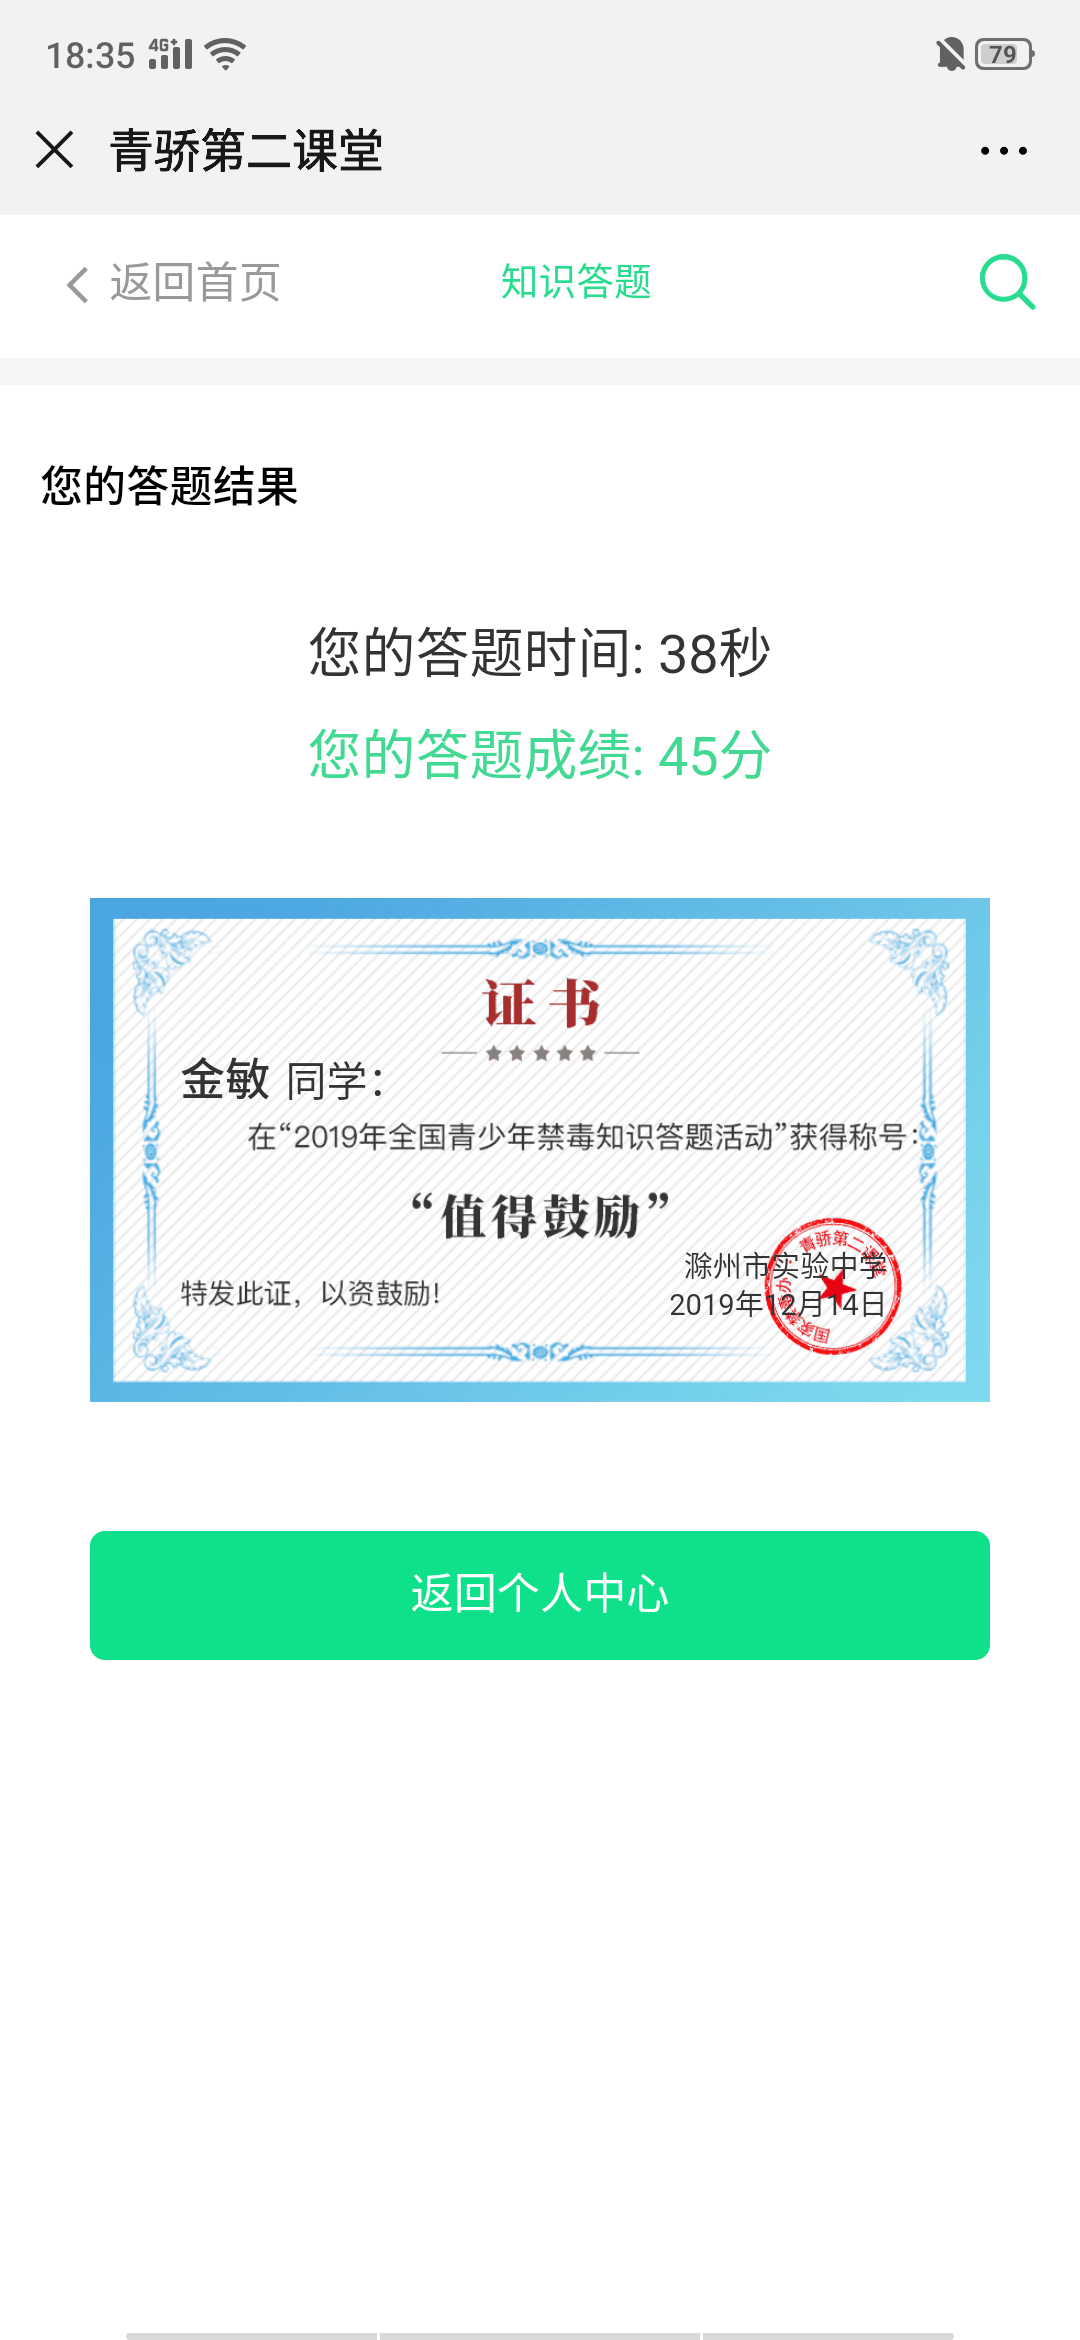 18:35 4G+ 79
青骄第二课堂
返回首页 知识答题
您的答题结果
您的答题时间: 38秒
您的答题成绩: 45分
证书
金敏 同学：
在“2019年全国青少年禁毒知识答题活动”获得称号：
“值得鼓励”
特发此证，以资鼓励！
滁州市实验中学
2019年12月14日
国家禁毒办·青骄第二课堂
返回个人中心